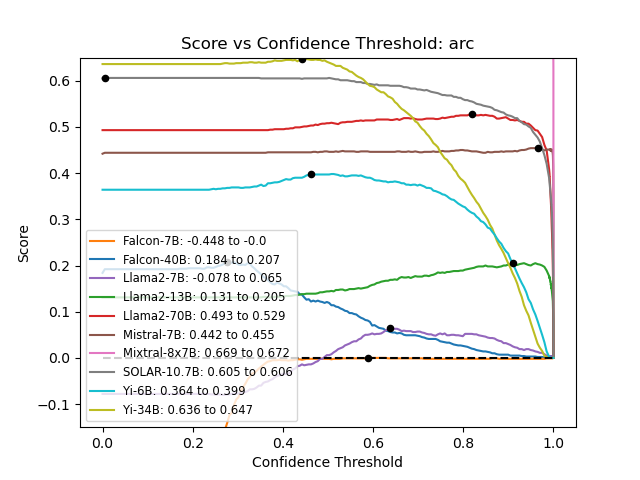 Score vs Confidence Threshold: arc
Score
0.6
0.5
0.4
0.3
0.2
0.1
0.0
−0.1
Falcon-7B: -0.448 to -0.0
Falcon-40B: 0.184 to 0.207
Llama2-7B: -0.078 to 0.065
Llama2-13B: 0.131 to 0.205
Llama2-70B: 0.493 to 0.529
Mistral-7B: 0.442 to 0.455
Mixtral-8x7B: 0.669 to 0.672
SOLAR-10.7B: 0.605 to 0.606
Yi-6B: 0.364 to 0.399
Yi-34B: 0.636 to 0.647
0.0 0.2 0.4 0.6 0.8 1.0
Confidence Threshold